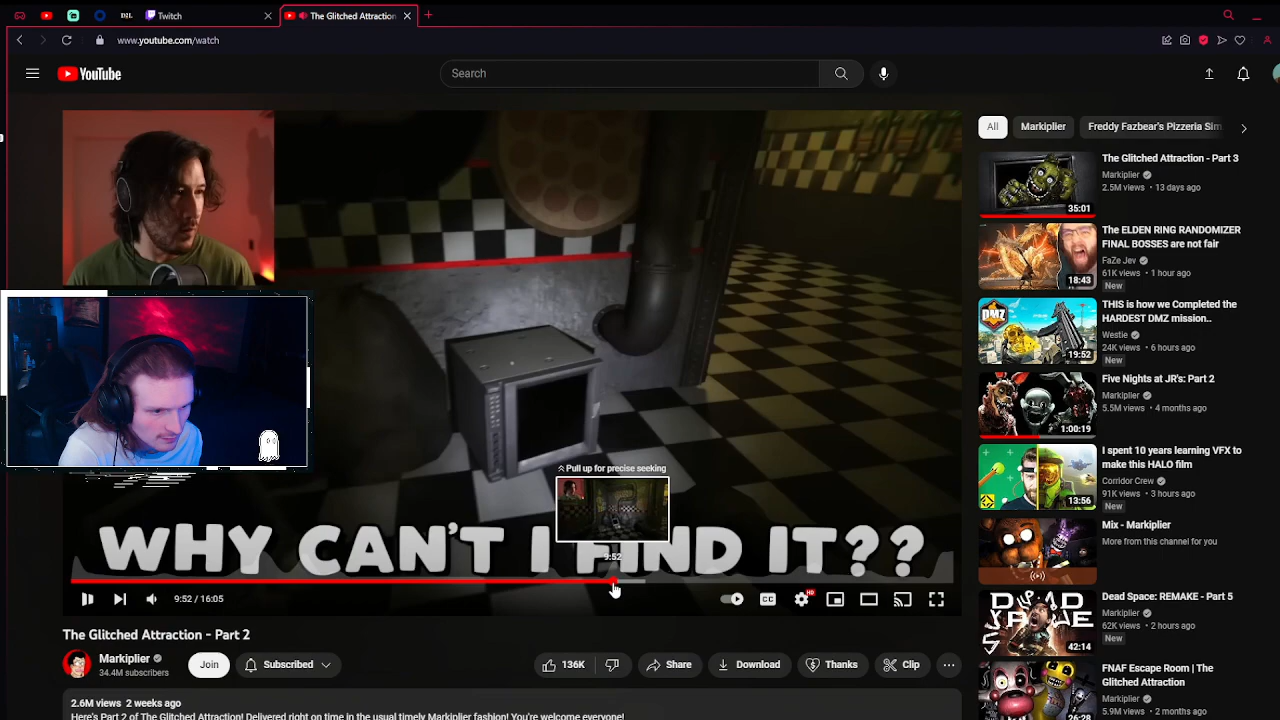 Twitch
The Glitched Attraction
www.youtube.com/watch
YouTube
Search
All
Markiplier
Freddy Fazbear's Pizzeria Sim
The Glitched Attraction - Part 3
Markiplier
2.5M views • 13 days ago
35:01
The ELDEN RING RANDOMIZER
FINAL BOSSES are not fair
FaZe Jev
61K views • 1 hour ago
New
18:43
DMZ
THIS is how we Completed the
HARDEST DMZ mission..
Westie
24K views • 6 hours ago
New
19:52
Five Nights at JR's: Part 2
Markiplier
5.5M views • 4 months ago
1:00:19
I spent 10 years learning VFX to
make this HALO film
Corridor Crew
91K views • 3 hours ago
New
13:56
Mix - Markiplier
More from this channel for you
DEAD
SPACE
Dead Space: REMAKE - Part 5
Markiplier
62K views • 2 hours ago
New
42:14
FNAF Escape Room | The
Glitched Attraction
Markiplier
5.9M views • 2 months ago
26:28
Pull up for precise seeking
9:52
WHY CAN'T I FIND IT??
9:52 / 16:05
CC
HD
The Glitched Attraction - Part 2
Markiplier
34.4M subscribers
Join
Subscribed
136K
Share
Download
Thanks
Clip
2.6M views 2 weeks ago
Here's Part 2 of The Glitched Attraction! Delivered right on time in the usual timely Markiplier fashion! You're welcome everyone!